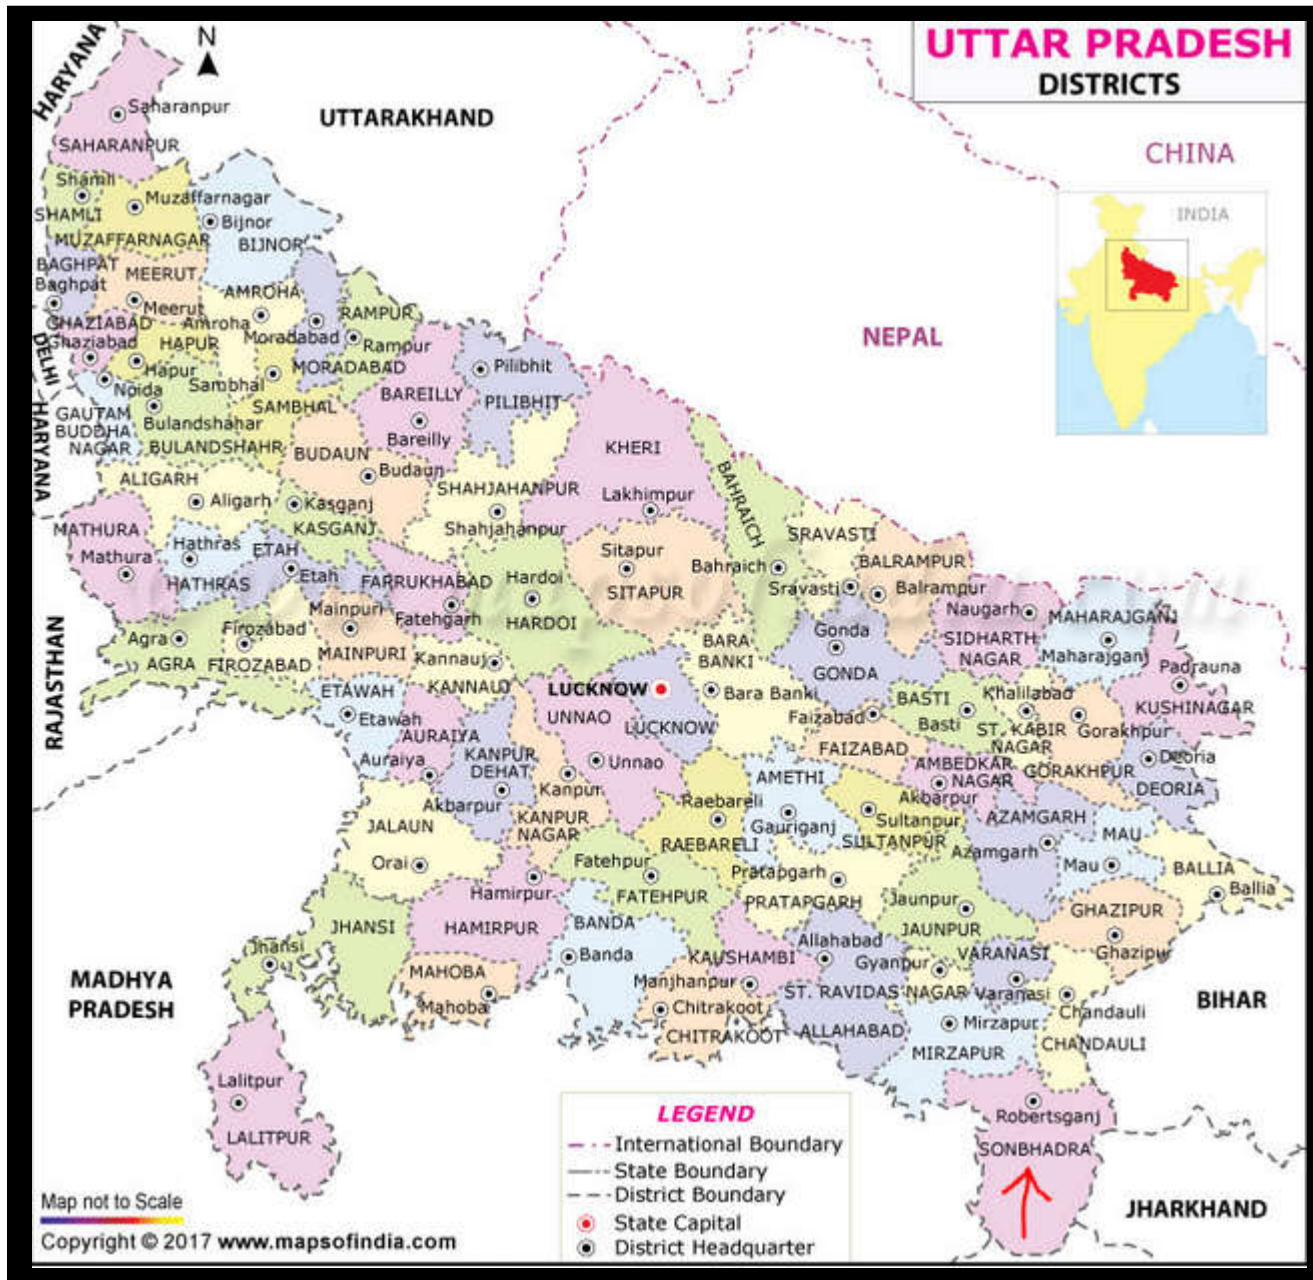 UTTAR PRADESH
DISTRICTS
N
HARYANA
UTTARAKHAND
CHINA
INDIA
NEPAL
Saharanpur
SAHARANPUR
Shamli
SHAMLI
Muzaffarnagar
MUZAFFARNAGAR
Bijnor
BIJNOR
BAGHPAT
Baghpat
MEERUT
Meerut
AMROHA
Amroha
Moradabad
MORADABAD
RAMPUR
Rampur
GHAZIABAD
Ghaziabad
HAPUR
Hapur
DELHI
Noida
Sambhal
SAMBHAL
Pilibhit
PILIBHIT
BAREILLY
Bareilly
GAUTAM
BUDDHA
NAGAR
Bulandshahar
BULANDSHAHR
HARYANA
BUDAUN
Budaun
KHERI
Lakhimpur
ALIGARH
Aligarh
Kasganj
KASGANJ
SHAHJAHANPUR
Shahjahanpur
BAHRAICH
Bahraich
MATHURA
Mathura
Hathras
HATHRAS
ETAH
Etah
FARRUKHABAD
Fatehgarh
Hardoi
HARDOI
Sitapur
SITAPUR
SRAVASTI
Sravasti
BALRAMPUR
Balrampur
RAJASTHAN
Agra
AGRA
Firozabad
FIROZABAD
Mainpuri
MAINPURI
Kannauj
KANNAUJ
BARA
BANKI
Bara Banki
Gonda
GONDA
Naugarh
SIDHARTH
NAGAR
MAHARAJGANJ
Maharajganj
Padrauna
KUSHINAGAR
ETAWAH
Etawah
AURAIYA
Auraiya
LUCKNOW
UNNAO
Unnao
LUCKNOW
Faizabad
FAIZABAD
BASTI
Basti
Khalilabad
ST. KABIR
NAGAR
Gorakhpur
GORAKHPUR
Deoria
DEORIA
KANPUR
DEHAT
Akbarpur
Kanpur
KANPUR
NAGAR
Raebareli
RAEBARELI
AMETHI
Gauriganj
Sultanpur
SULTANPUR
AMBEDKAR
NAGAR
Akbarpur
AZAMGARH
Azamgarh
MAU
Mau
BALLIA
Ballia
JALAUN
Orai
Hamirpur
HAMIRPUR
Fatehpur
FATEHPUR
Pratapgarh
PRATAPGARH
Jaunpur
JAUNPUR
GHAZIPUR
Ghazipur
JHANSI
Jhansi
MADHYA
PRADESH
MAHOBA
Mahoba
BANDA
Banda
KAUSHAMBI
Manjhanpur
Allahabad
ALLAHABAD
Gyanpur
ST. RAVIDAS NAGAR
VARANASI
Varanasi
Chandauli
CHANDAULI
BIHAR
Chitrakoot
CHITRAKOOT
Mirzapur
MIRZAPUR
Lalitpur
LALITPUR
Robertsganj
SONBHADRA
JHARKHAND
LEGEND
International Boundary
State Boundary
District Boundary
State Capital
District Headquarter
Map not to Scale
Copyright © 2017 www.mapsofindia.com